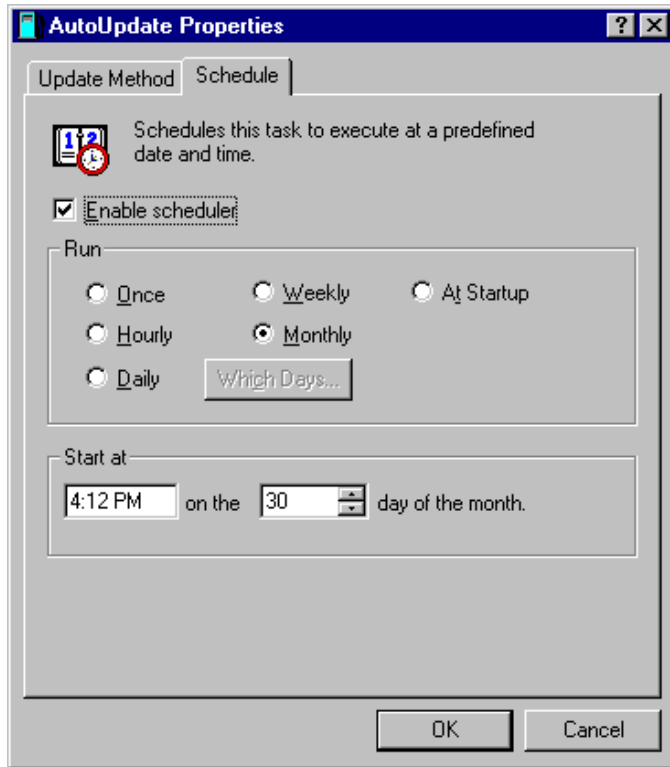 AutoUpdate Properties
Update Method Schedule
1 2
Schedules this task to execute at a predefined
date and time.
Enable scheduler
Run
Once Weekly At Startup
Hourly Monthly
Daily Which Days...
Start at
4:12 PM on the 30 day of the month.
OK Cancel